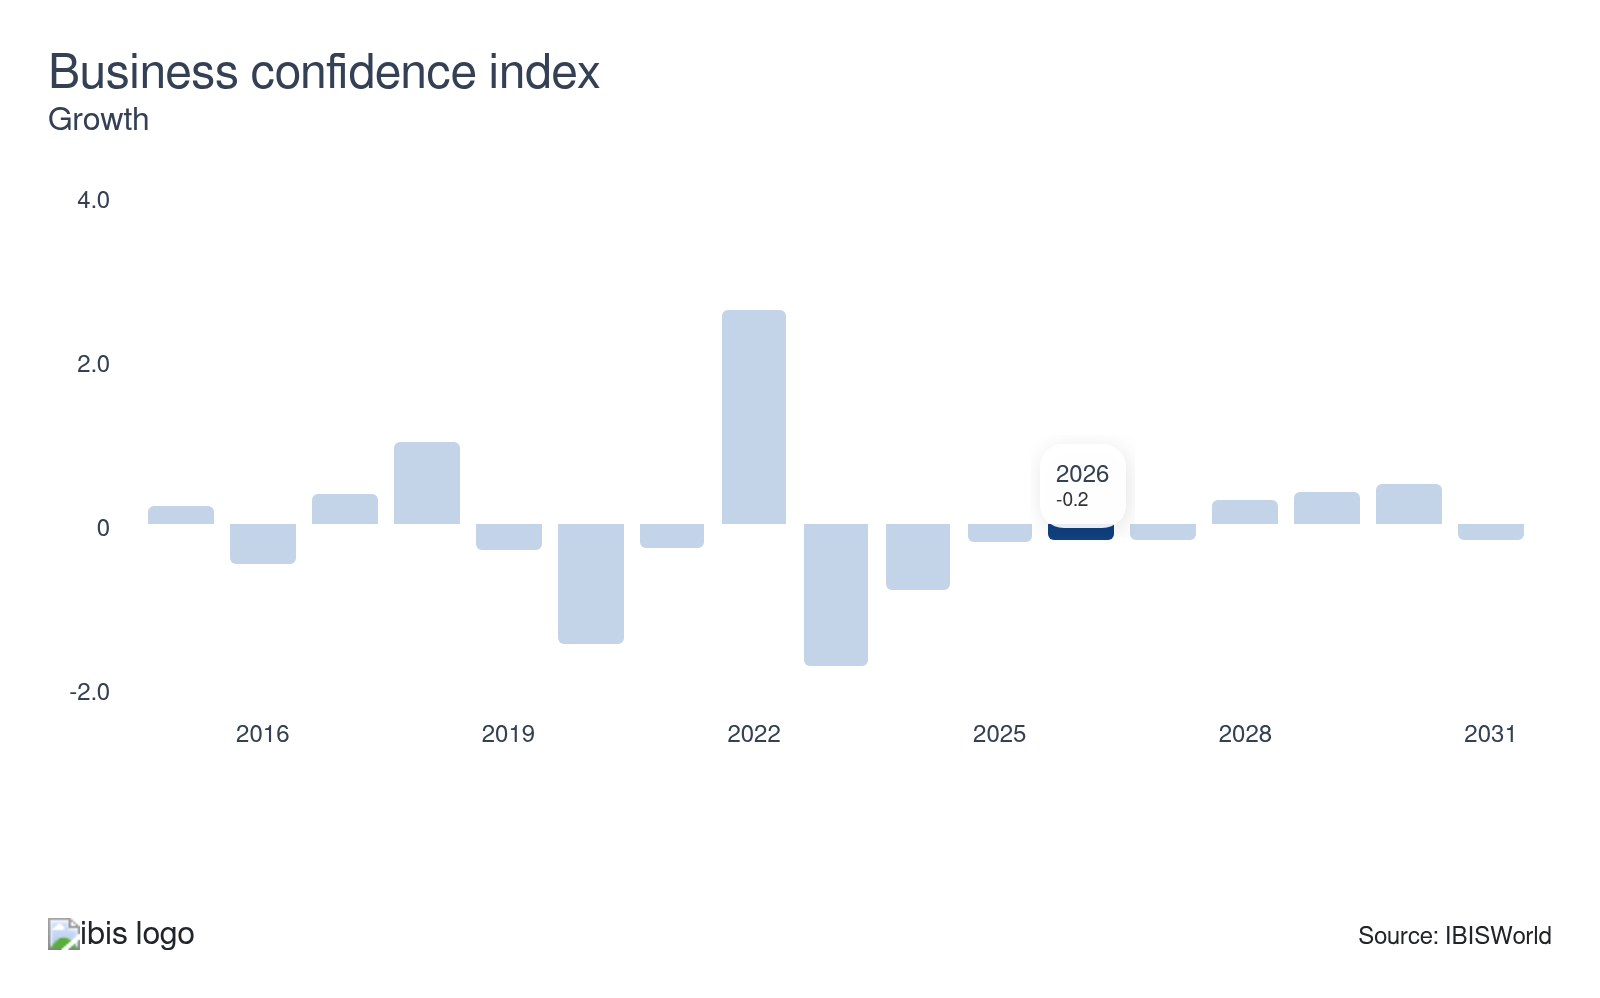 Business confidence index
Growth
4.0
2.0
0
-2.0
2026
-0.2
2016 2019 2022 2025 2028 2031
ibis logo
Source: IBISWorld